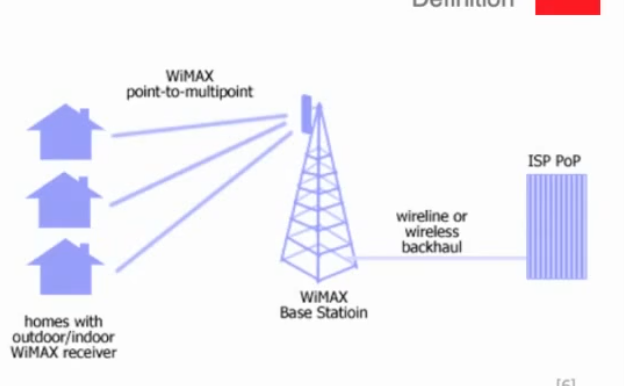 Definition
WiMAX
point-to-multipoint
ISP PoP
wireline or
wireless
backhaul
WiMAX
Base Statioin
homes with
outdoor/indoor
WiMAX receiver
[6]